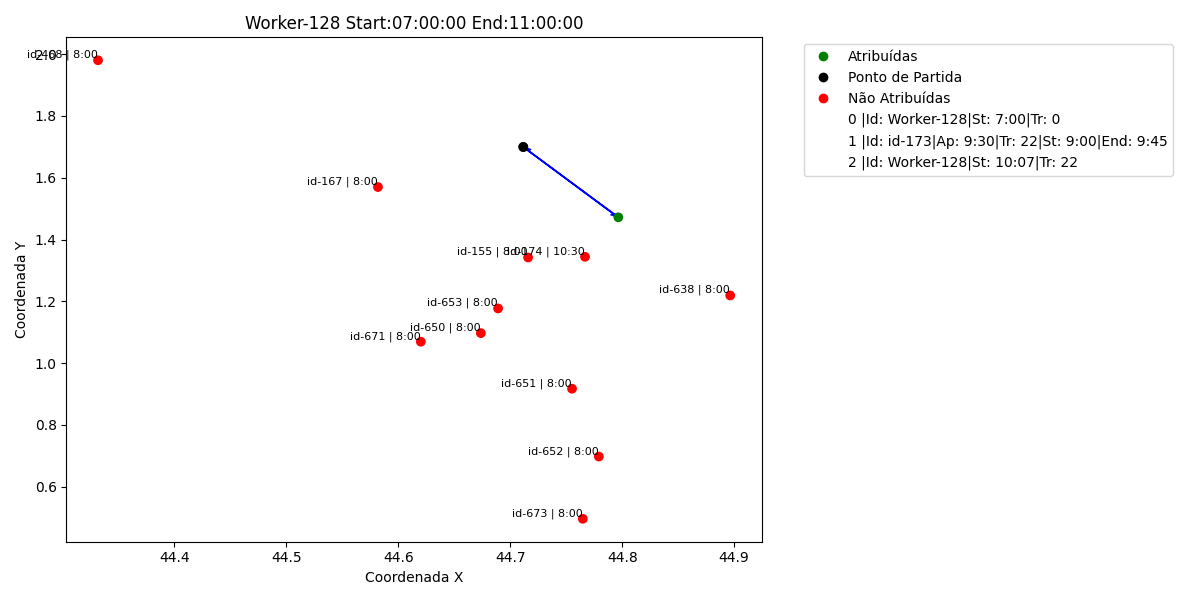 Worker-128 Start:07:00:00 End:11:00:00
Atribuídas
Ponto de Partida
Não Atribuídas
0 |Id: Worker-128|St: 7:00|Tr: 0
1 |Id: id-173|Ap: 9:30|Tr: 22|St: 9:00|End: 9:45
2 |Id: Worker-128|St: 10:07|Tr: 22
2.0
1.8
1.6
1.4
1.2
1.0
0.8
0.6
Coordenada Y
| 8:00
id-167 | 8:00
id-155 | 8:00
id-174 | 10:30
id-638 | 8:00
id-653 | 8:00
id-650 | 8:00
id-671 | 8:00
id-651 | 8:00
id-652 | 8:00
id-673 | 8:00
44.4
44.5
44.6
44.7
44.8
44.9
Coordenada X